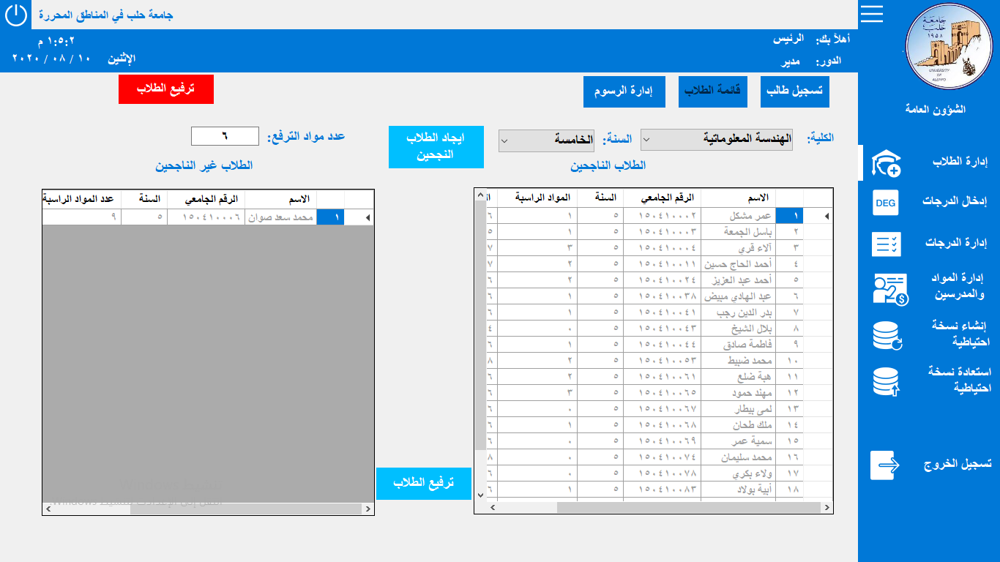 جامعة حلب في المناطق المحررة
١:٥:٢ م
الإثنين ١٠ / ٠٨ / ٢٠٢٠
أهلاً بك: الرئيس
الدور: مدير
جامعة حلب
١٩٥٨
UNIVERSITY
OF
ALEPPO
الشؤون العامة
إدارة الطلاب
DEG إدخال الدرجات
إدارة الدرجات
إدارة المواد
والمدرسين
إنشاء نسخة
احتياطية
استعادة نسخة
احتياطية
تسجيل الخروج
تسجيل طالب
قائمة الطلاب
إدارة الرسوم
ترفيع الطلاب
الكلية: الهندسة المعلوماتية
السنة: الخامسة
ايجاد الطلاب
النجحين
عدد مواد الترفع: ٦
الطلاب الناجحين
الاسم الرقم الجامعي السنة المواد الراسبة
١ عمر مشكل ١٥٠٤١٠٠٠٢ ٥ ١ ٦
٢ باسل الجمعة ١٥٠٤١٠٠٠٣ ٥ ١ ٥
٣ آلاء قري ١٥٠٤١٠٠٠٤ ٥ ٣ ٧
٤ أحمد الحاج حسين ١٥٠٤١٠٠١١ ٥ ٢ ٧
٥ أحمد عبد العزيز ١٥٠٤١٠٠٢٤ ٥ ٢ ٦
٦ عبد الهادي مبيض ١٥٠٤١٠٠٣٨ ٥ ١ ٦
٧ بدر الدين رجب ١٥٠٤١٠٠٤١ ٥ ١ ٦
٨ بلال الشيخ ١٥٠٤١٠٠٤٣ ٥ ٠ ٤
٩ فاطمة صادق ١٥٠٤١٠٠٤٤ ٥ ١ ٦
١٠ محمد ضبيط ١٥٠٤١٠٠٥٣ ٥ ٢ ٨
١١ هبة ضلع ١٥٠٤١٠٠٦١ ٥ ٢ ٦
١٢ مهند حمود ١٥٠٤١٠٠٦٥ ٥ ٣ ٦
١٣ لمى بيطار ١٥٠٤١٠٠٦٧ ٥ ٠ ٦
١٤ ملك طحان ١٥٠٤١٠٠٦٨ ٥ ١ ٦
١٥ سمية عمر ١٥٠٤١٠٠٦٩ ٥ ٠ ٦
١٦ محمد سليمان ١٥٠٤١٠٠٧٤ ٥ ٠ ٨
١٧ ولاء بكري ١٥٠٤١٠٠٧٨ ٥ ٠ ٦
١٨ أبية بولاد ١٥٠٤١٠٠٨٣ ٥ ١ ٦
ترفيع الطلاب
الطلاب غير الناجحين
الاسم الرقم الجامعي السنة عدد المواد الراسبة
١ محمد سعد صوان ١٥٠٤١٠٠٠٦ ٥ ٩